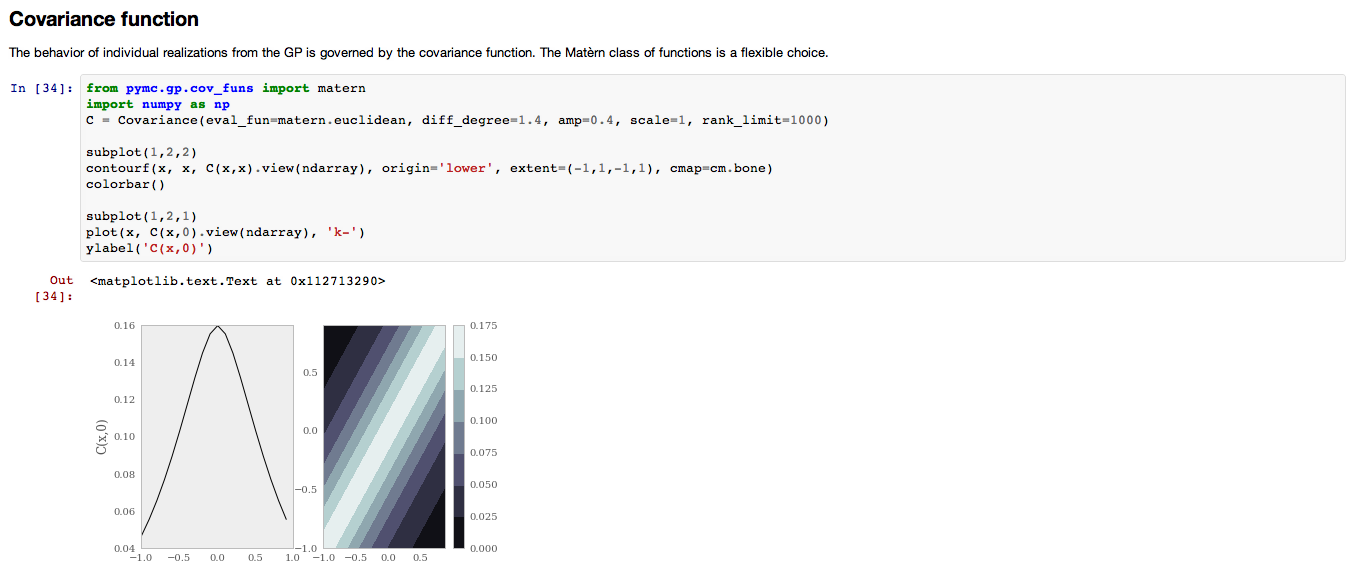 Covariance function
The behavior of individual realizations from the GP is governed by the covariance function. The Matèrn class of functions is a flexible choice.
In [34]: from pymc.gp.cov_funs import matern
import numpy as np
C = Covariance(eval_fun=matern.euclidean, diff_degree=1.4, amp=0.4, scale=1, rank_limit=1000)
subplot(1,2,2)
contourf(x, x, C(x,x).view(ndarray), origin='lower', extent=(-1,1,-1,1), cmap=cm.bone)
colorbar()
subplot(1,2,1)
plot(x, C(x,0).view(ndarray), 'k-')
ylabel('C(x,0)')
Out <matplotlib.text.Text at 0x112713290>
[34]:
C(x,0)
0.16
0.14
0.12
0.10
0.08
0.06
0.04
−1.0 −0.5 0.0 0.5 1.0
0.5
0.0
−0.5
−1.0
−1.0 −0.5 0.0 0.5
0.175
0.150
0.125
0.100
0.075
0.050
0.025
0.000